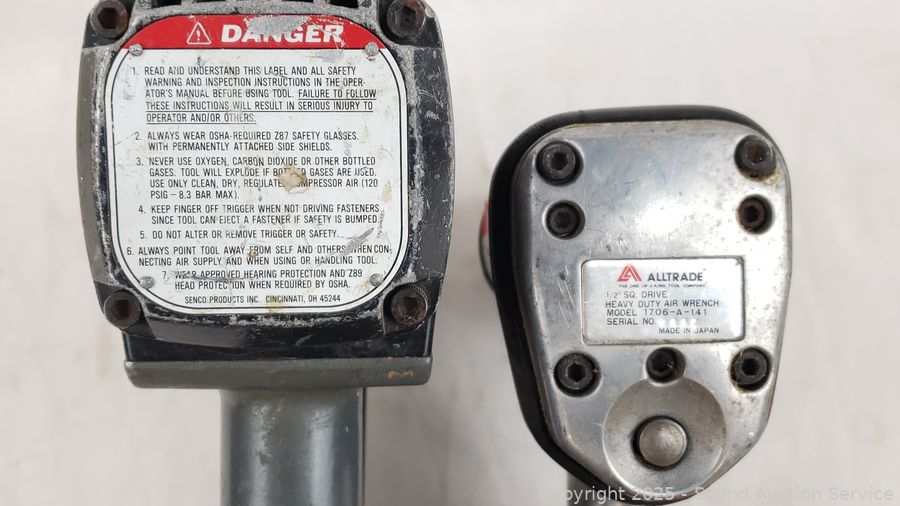 DANGER
1. READ AND UNDERSTAND THIS LABEL AND ALL SAFETY
WARNING AND INSPECTION INSTRUCTIONS IN THE OPER-
ATOR'S MANUAL BEFORE USING TOOL. FAILURE TO FOLLOW
THESE INSTRUCTIONS WILL RESULT IN SERIOUS INJURY TO
OPERATOR AND/OR OTHERS.
2. ALWAYS WEAR OSHA-REQUIRED Z87 SAFETY GLASSES.
WITH PERMANENTLY ATTACHED SIDE SHIELDS.
3. NEVER USE OXYGEN, CARBON DIOXIDE OR OTHER BOTTLED
GASES. TOOL WILL EXPLODE IF BOTTLED GASES ARE USED.
USE ONLY CLEAN, DRY, REGULATED COMPRESSOR AIR (120
PSIG – 8.3 BAR MAX).
4. KEEP FINGER OFF TRIGGER WHEN NOT DRIVING FASTENERS
SINCE TOOL CAN EJECT A FASTENER IF SAFETY IS BUMPED.
5. DO NOT ALTER OR REMOVE TRIGGER OR SAFETY.
6. ALWAYS POINT TOOL AWAY FROM SELF AND OTHERS WHEN CON-
NECTING AIR SUPPLY AND WHEN USING OR HANDLING TOOL.
7. WEAR APPROVED HEARING PROTECTION AND Z89
HEAD PROTECTION WHEN REQUIRED BY OSHA.
SENCO PRODUCTS INC. CINCINNATI, OH 45244
ALLTRADE
THE ONE OF A KIND TOOL COMPANY
1/2" SQ. DRIVE
HEAVY DUTY AIR WRENCH
MODEL 1706-A-141
SERIAL NO.
MADE IN JAPAN
Copyright 2025 - Sound Auction Service